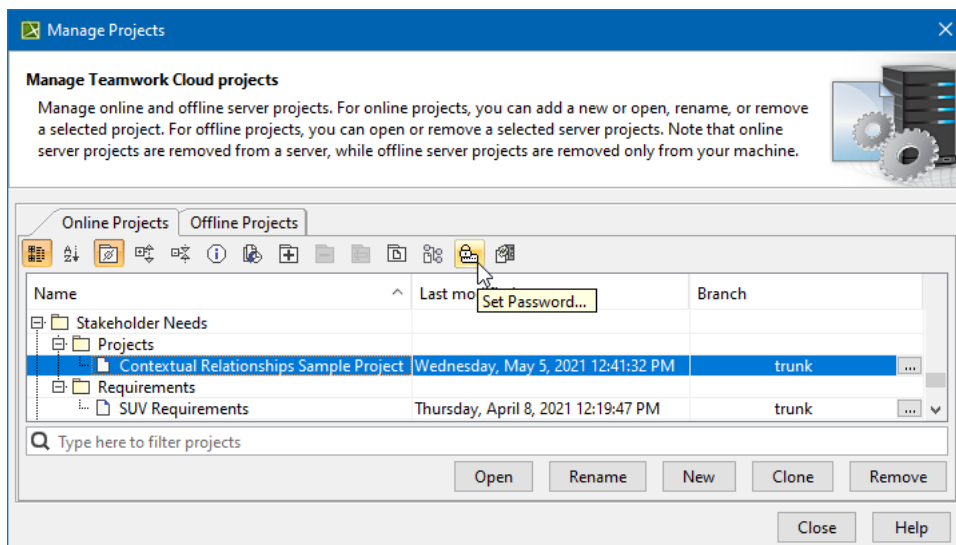 Manage Projects
Manage Teamwork Cloud projects
Manage online and offline server projects. For online projects, you can add a new or open, rename, or remove
a selected project. For offline projects, you can open or remove a selected server projects. Note that online
server projects are removed from a server, while offline server projects are removed only from your machine.
Online Projects Offline Projects
Name Last mo Branch
Set Password...
Stakeholder Needs
Projects
Contextual Relationships Sample Project Wednesday, May 5, 2021 12:41:32 PM trunk ...
Requirements
SUV Requirements Thursday, April 8, 2021 12:19:47 PM trunk ...
Type here to filter projects
Open Rename New Clone Remove
Close Help